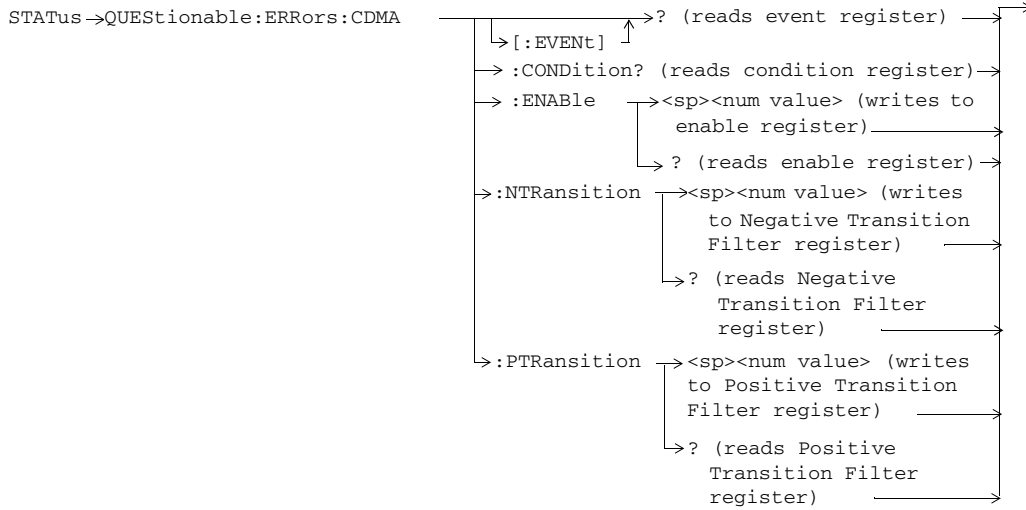 STATus QUEStionable:ERRors:CDMA ? (reads event register)
[:EVENt]
:CONDition? (reads condition register)
:ENABle <sp><num value> (writes to
enable register)
? (reads enable register)
:NTRansition <sp><num value> (writes
to Negative Transition
Filter register)
? (reads Negative
Transition Filter
register)
:PTRansition <sp><num value> (writes
to Positive Transition
Filter register)
? (reads Positive
Transition Filter
register)